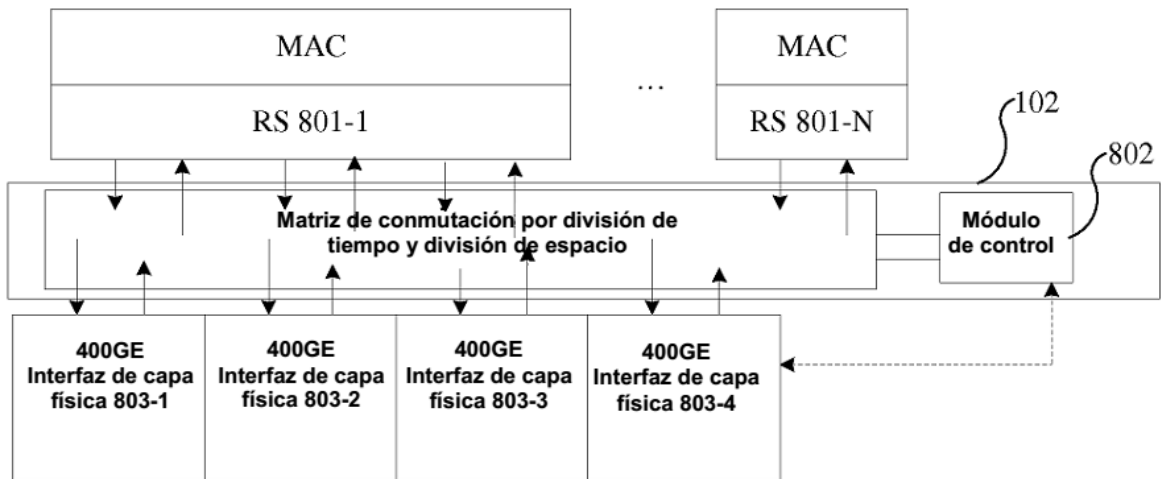 MAC
RS 801-1
...
MAC
RS 801-N
102
802
Matriz de conmutación por división de
tiempo y división de espacio
Módulo
de control
400GE
Interfaz de capa
física 803-1
400GE
Interfaz de capa
física 803-2
400GE
Interfaz de capa
física 803-3
400GE
Interfaz de capa
física 803-4